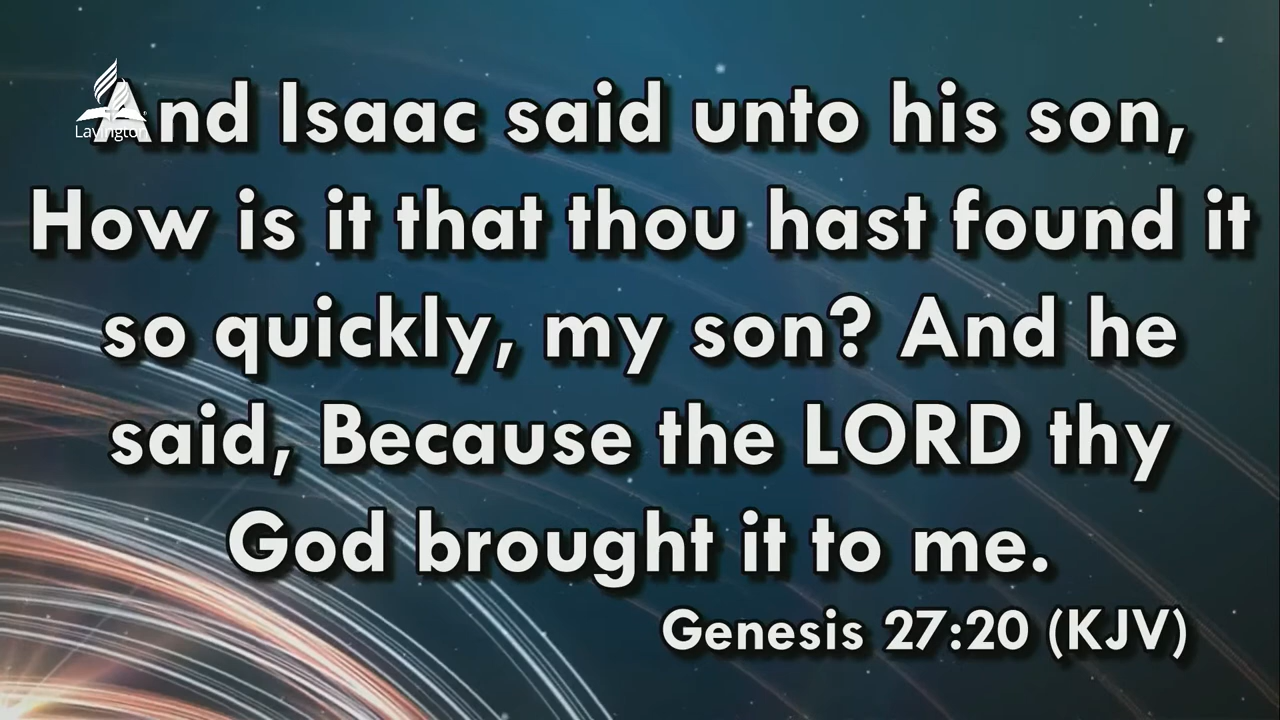 And Isaac said unto his son,
How is it that thou hast found it
so quickly, my son? And he
said, Because the LORD thy
God brought it to me.
Genesis 27:20 (KJV)
Lavington